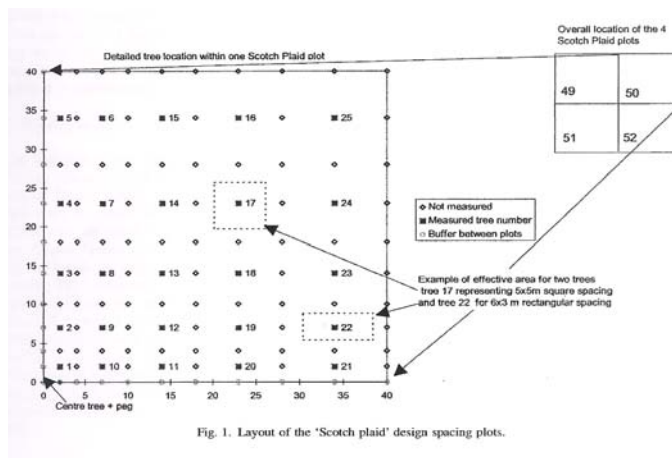 Overall location of the 4
Scotch Plaid plots
Detailed tree location within one Scotch Plaid plot
49 50
51 52
40
35
30
25
20
15
10
5
0
5 6 15 16 25
4 7 14 17 24
3 8 13 18 23
2 9 12 19 22
1 10 11 20 21
0 5 10 15 20 25 30 35 40
Not measured
Measured tree number
Buffer between plots
Example of effective area for two trees
tree 17 representing 5x5m square spacing
and tree 22 for 6x3 m rectangular spacing
Centre tree + peg
Fig. 1. Layout of the 'Scotch plaid' design spacing plots.